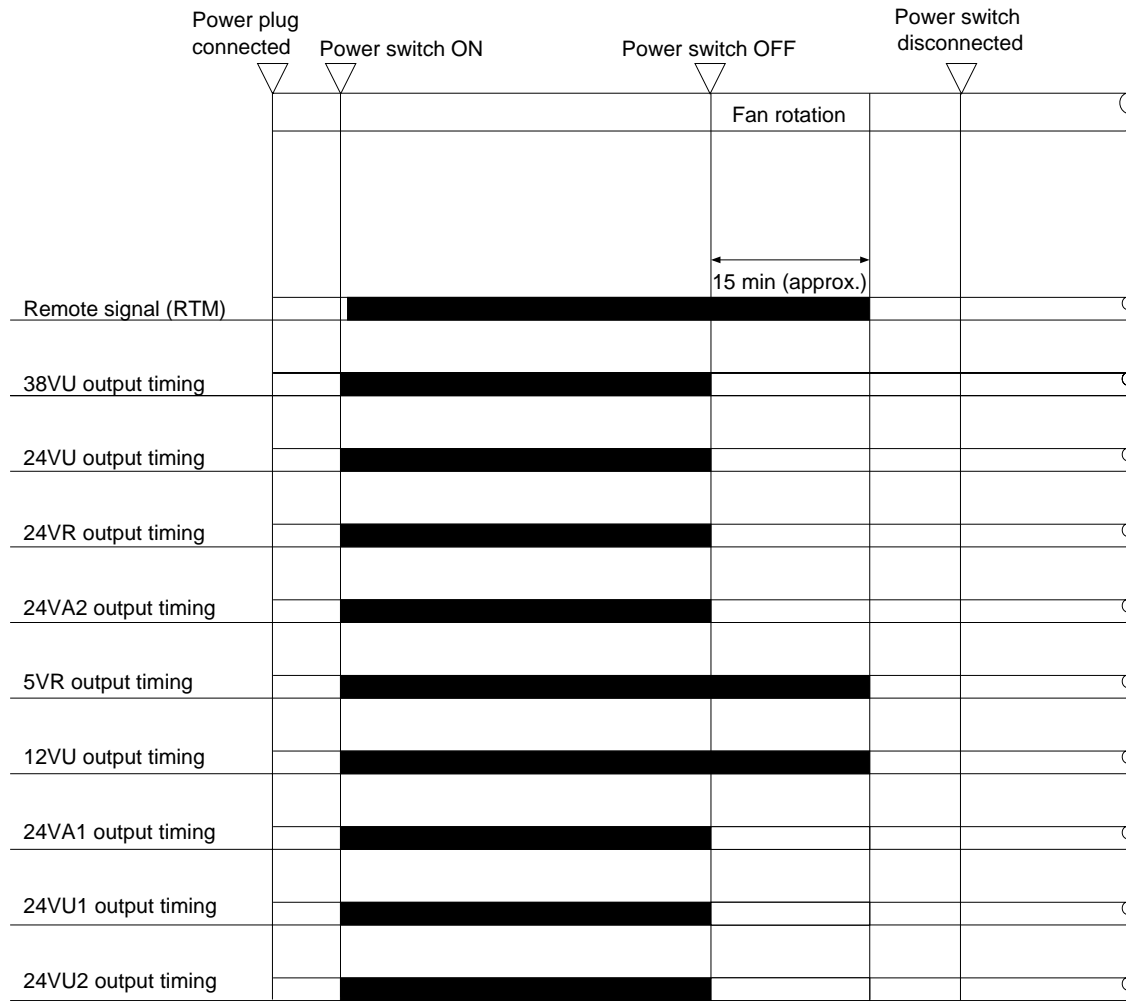 Power plug
connected
Power switch ON
Power switch OFF
Power switch
disconnected
Fan rotation
15 min (approx.)
Remote signal (RTM)
38VU output timing
24VU output timing
24VR output timing
24VA2 output timing
5VR output timing
12VU output timing
24VA1 output timing
24VU1 output timing
24VU2 output timing